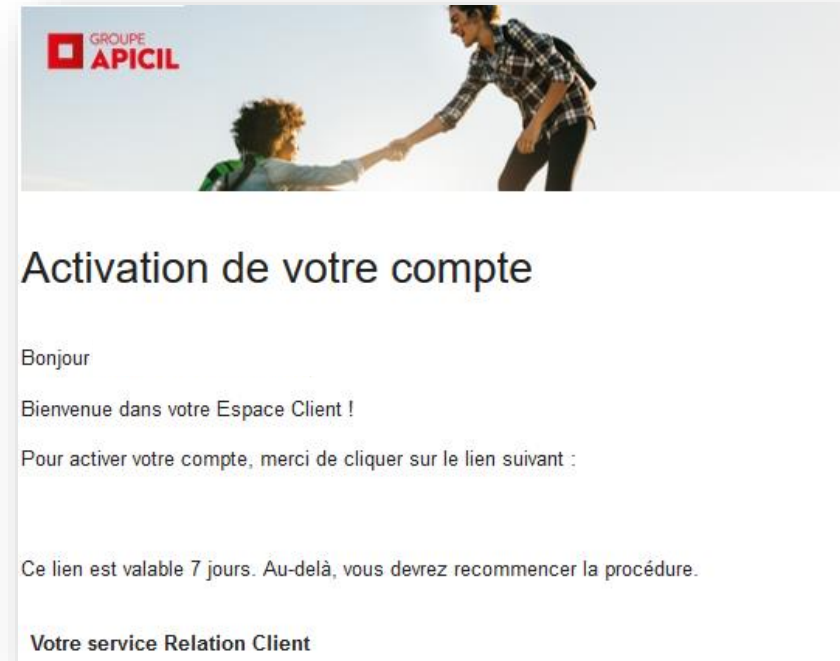 GROUPE
APICIL
Activation de votre compte
Bonjour
Bienvenue dans votre Espace Client !
Pour activer votre compte, merci de cliquer sur le lien suivant :
Ce lien est valable 7 jours. Au-delà, vous devrez recommencer la procédure.
Votre service Relation Client